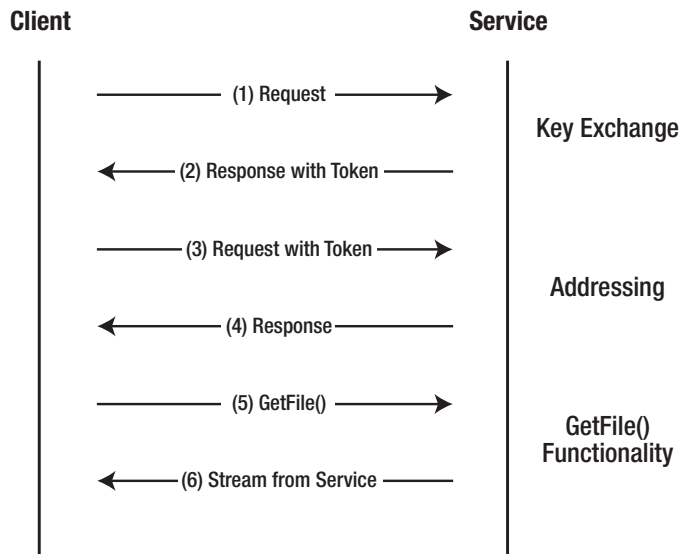 Client
Service
(1) Request
Key Exchange
(2) Response with Token
(3) Request with Token
Addressing
(4) Response
(5) GetFile()
GetFile()
Functionality
(6) Stream from Service